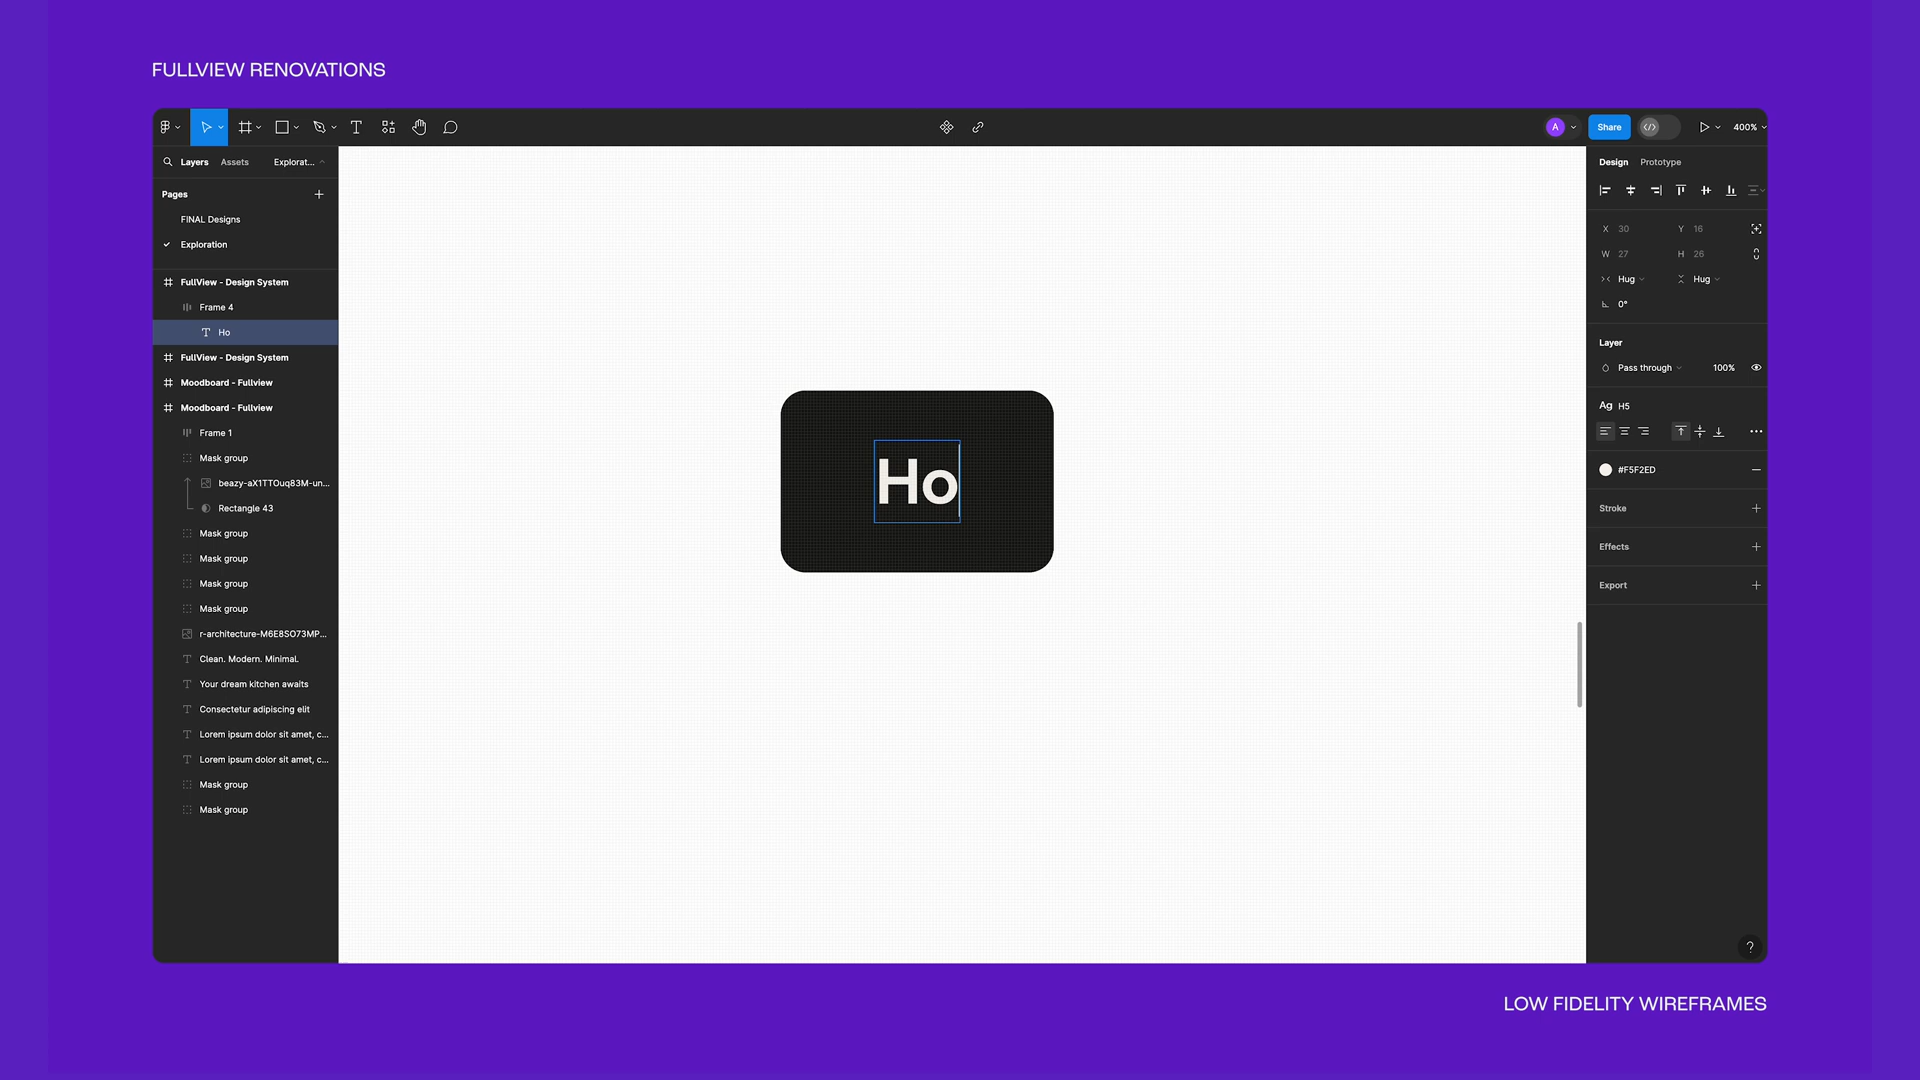 FULLVIEW RENOVATIONS
A
Share
400%
Layers
Assets
Explorat...
Pages
FINAL Designs
Exploration
FullView - Design System
Frame 4
Ho
FullView - Design System
Moodboard - Fullview
Moodboard - Fullview
Frame 1
Mask group
beazy-aX1TTOuq83M-un...
Rectangle 43
Mask group
Mask group
Mask group
Mask group
r-architecture-M6E8SO73MP...
Clean. Modern. Minimal.
Your dream kitchen awaits
Consectetur adipiscing elit
Lorem ipsum dolor sit amet, c...
Lorem ipsum dolor sit amet, c...
Mask group
Mask group
Ho
Design
Prototype
X 30 Y 16
W 27 H 26
Hug Hug
0°
Layer
Pass through 100%
Ag H5
#F5F2ED
Stroke
Effects
Export
?
LOW FIDELITY WIREFRAMES